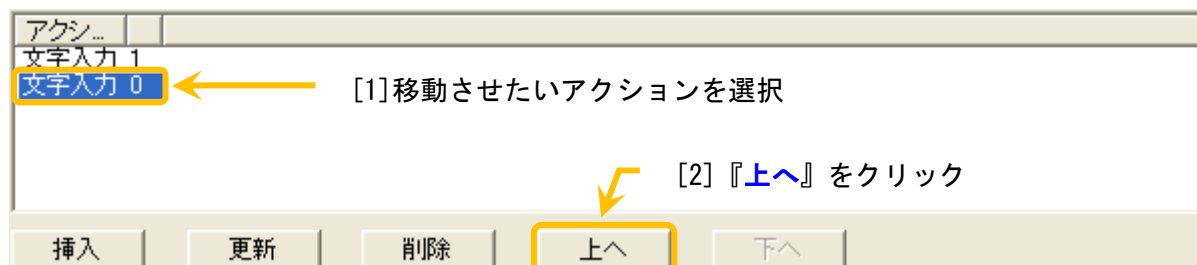 アクシ...
文字入力 1
文字入力 0
[1]移動させたいアクションを選択
[2]『上へ』をクリック
挿入 更新 削除 上へ 下へ